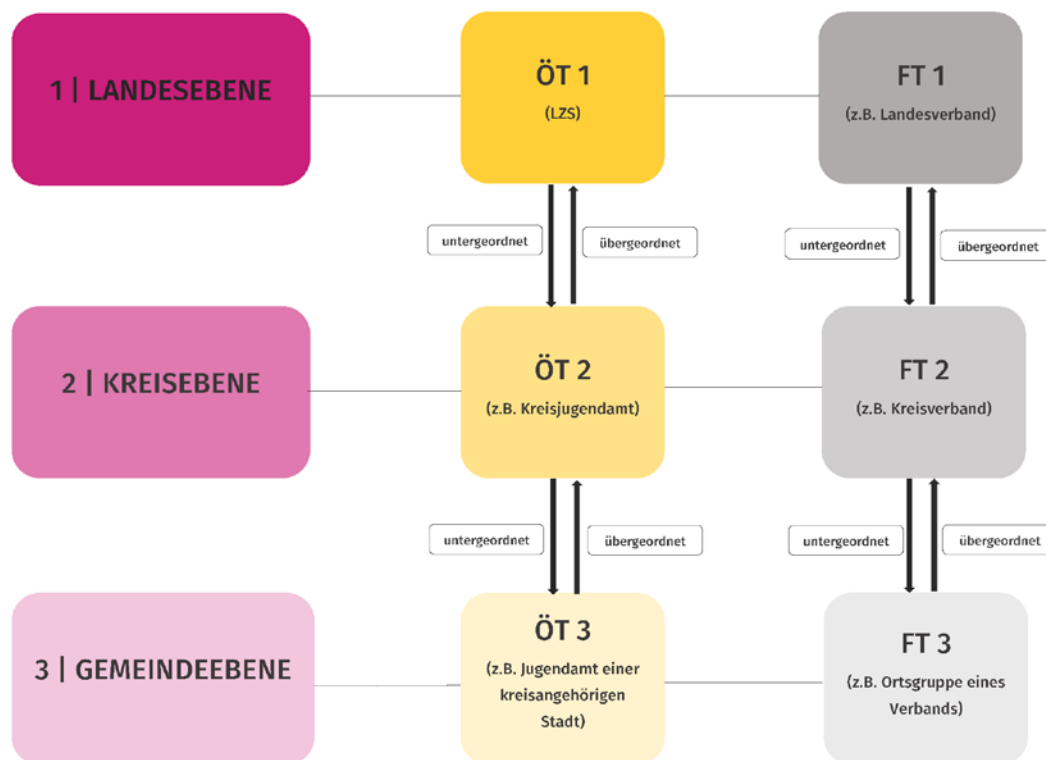 1 | LANDESEBENE
ÖT 1
(LZS)
FT 1
(z.B. Landesverband)
untergeordnet
übergeordnet
untergeordnet
übergeordnet
2 | KREISEBENE
ÖT 2
(z.B. Kreisjugendamt)
FT 2
(z.B. Kreisverband)
untergeordnet
übergeordnet
untergeordnet
übergeordnet
3 | GEMEINDEEBENE
ÖT 3
(z.B. Jugendamt einer
kreisangehörigen
Stadt)
FT 3
(z.B. Ortsgruppe eines
Verbands)